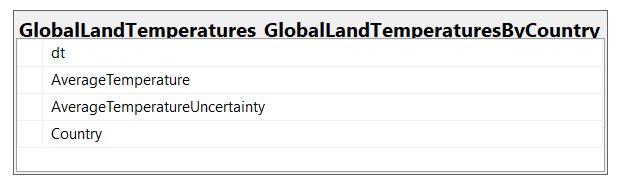 GlobalLandTemperatures_GlobalLandTemperaturesByCountry
dt
AverageTemperature
AverageTemperatureUncertainty
Country